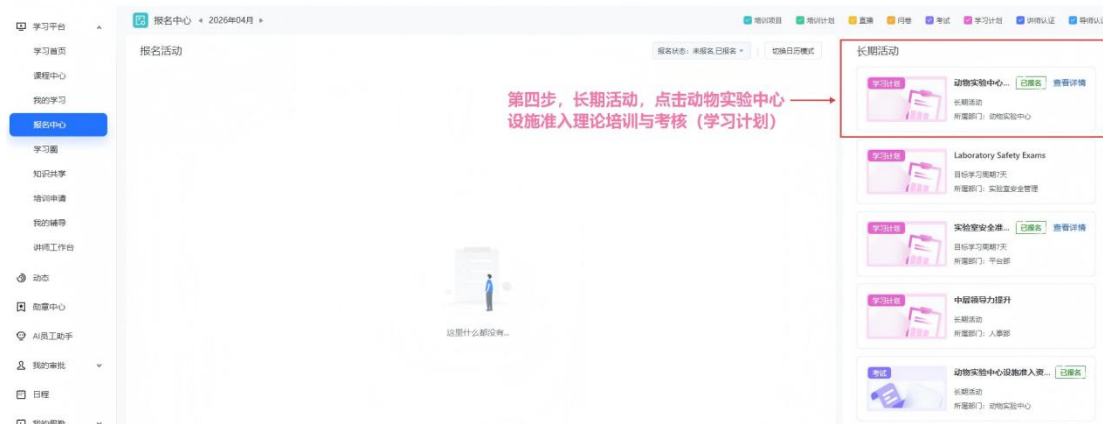 学习平台
学习首页
课程中心
我的学习
报名中心
学习圈
知识共享
培训申请
我的辅导
讲师工作台
动态
勋章中心
AI员工助手
我的审批
日程
报名中心 2026年04月
培训项目 培训计划 直播 问卷 考试 学习计划 讲师认证
报名活动
报名状态：未报名,已报名
切换日历模式
第四步，长期活动，点击动物实验中心
设施准入理论培训与考核（学习计划）
这里什么都没有...
长期活动
学习计划
动物实验中心... 已报名 查看详情
长期活动
所属部门：动物实验中心
学习计划
Laboratory Safety Exams
目标学习周期7天
所属部门：实验室安全管理
学习计划
实验室安全准... 已报名 查看详情
目标学习周期7天
所属部门：平台部
学习计划
中层领导力提升
长期活动
所属部门：人事部
考试
动物实验中心设施准入资... 已报名
长期活动
所属部门：动物实验中心